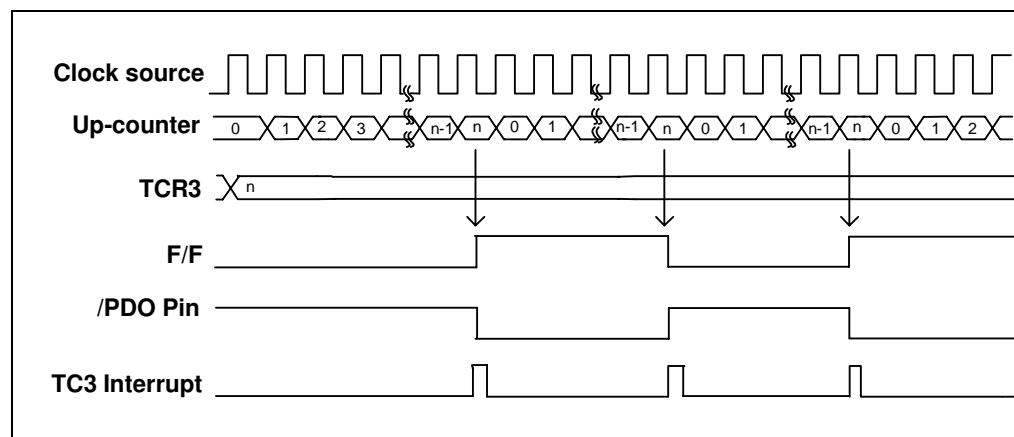 Clock source
Up-counter 0 1 2 3 n-1 n 0 1 n-1 n 0 1 n-1 n 0 1 2
TCR3 n
F/F
/PDO Pin
TC3 Interrupt